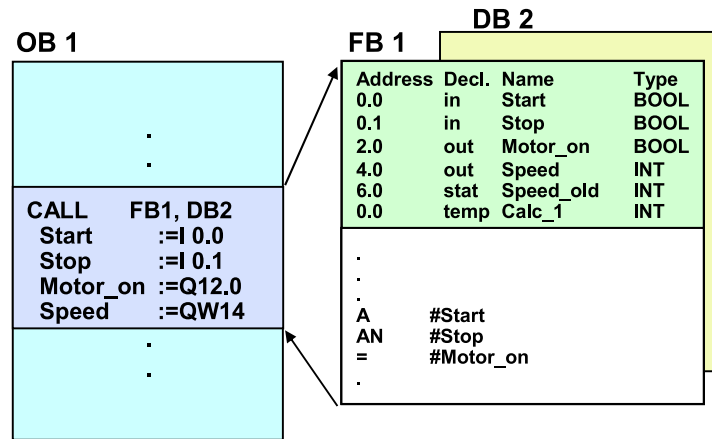 OB 1
.
.
CALL FB1, DB2
Start :=I 0.0
Stop :=I 0.1
Motor_on :=Q12.0
Speed :=QW14
.
.
DB 2
FB 1
Address Decl. Name Type
0.0 in Start BOOL
0.1 in Stop BOOL
2.0 out Motor_on BOOL
4.0 out Speed INT
6.0 stat Speed_old INT
0.0 temp Calc_1 INT
.
.
.
A #Start
AN #Stop
= #Motor_on
.